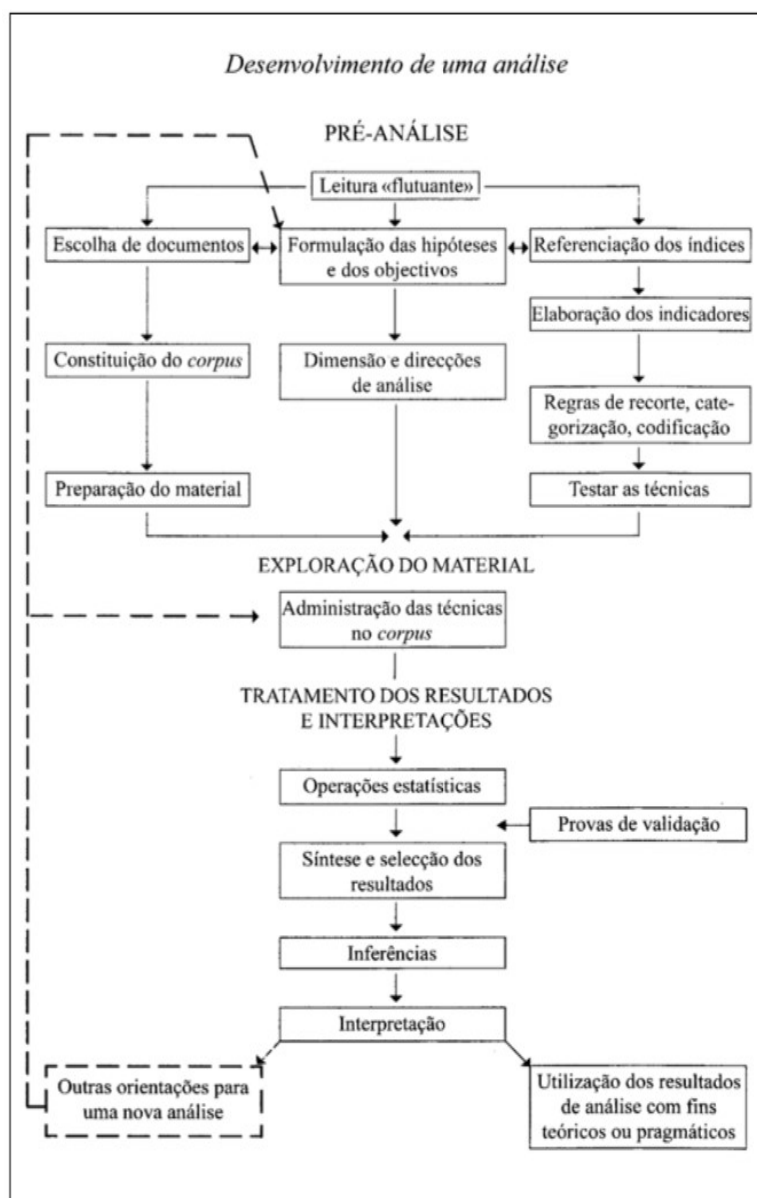 Desenvolvimento de uma análise
PRÉ-ANÁLISE
Leitura «flutuante»
Escolha de documentos
Formulação das hipóteses
e dos objectivos
Referenciação dos índices
Elaboração dos indicadores
Constituição do corpus
Dimensão e direcções
de análise
Regras de recorte, cate-
gorização, codificação
Preparação do material
Testar as técnicas
EXPLORAÇÃO DO MATERIAL
Administração das técnicas
no corpus
TRATAMENTO DOS RESULTADOS
E INTERPRETAÇÕES
Operações estatísticas
Provas de validação
Síntese e selecção dos
resultados
Inferências
Interpretação
Outras orientações para
uma nova análise
Utilização dos resultados
de análise com fins
teóricos ou pragmáticos